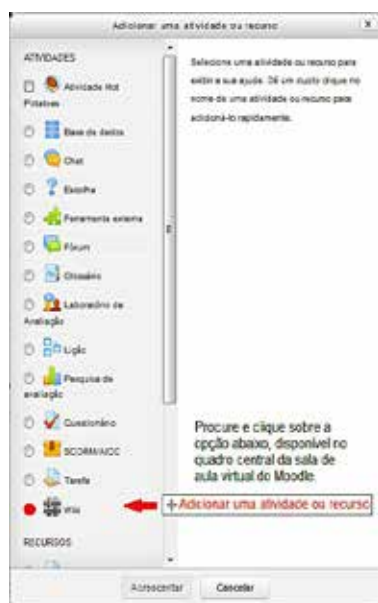 Adicionar uma atividade ou recurso
x
ATIVIDADES
Atividade Hot
Potatoes
Base de dados
Chat
Escolha
Ferramenta externa
Fórum
Glossário
Laboratório de
Avaliação
Lição
Pesquisa de
avaliação
Questionário
SCORM/AICC
Tarefa
Wiki
RECURSOS
Selecione uma atividade ou recurso para
exibir a sua ajuda. Dê um duplo clique no
nome de uma atividade ou recurso para
adicioná-lo rapidamente.
Procure e clique sobre a
opção abaixo, disponível no
quadro central da sala de
aula virtual do Moodle
+Adicionar uma atividade ou recurso
Acrescentar
Cancelar